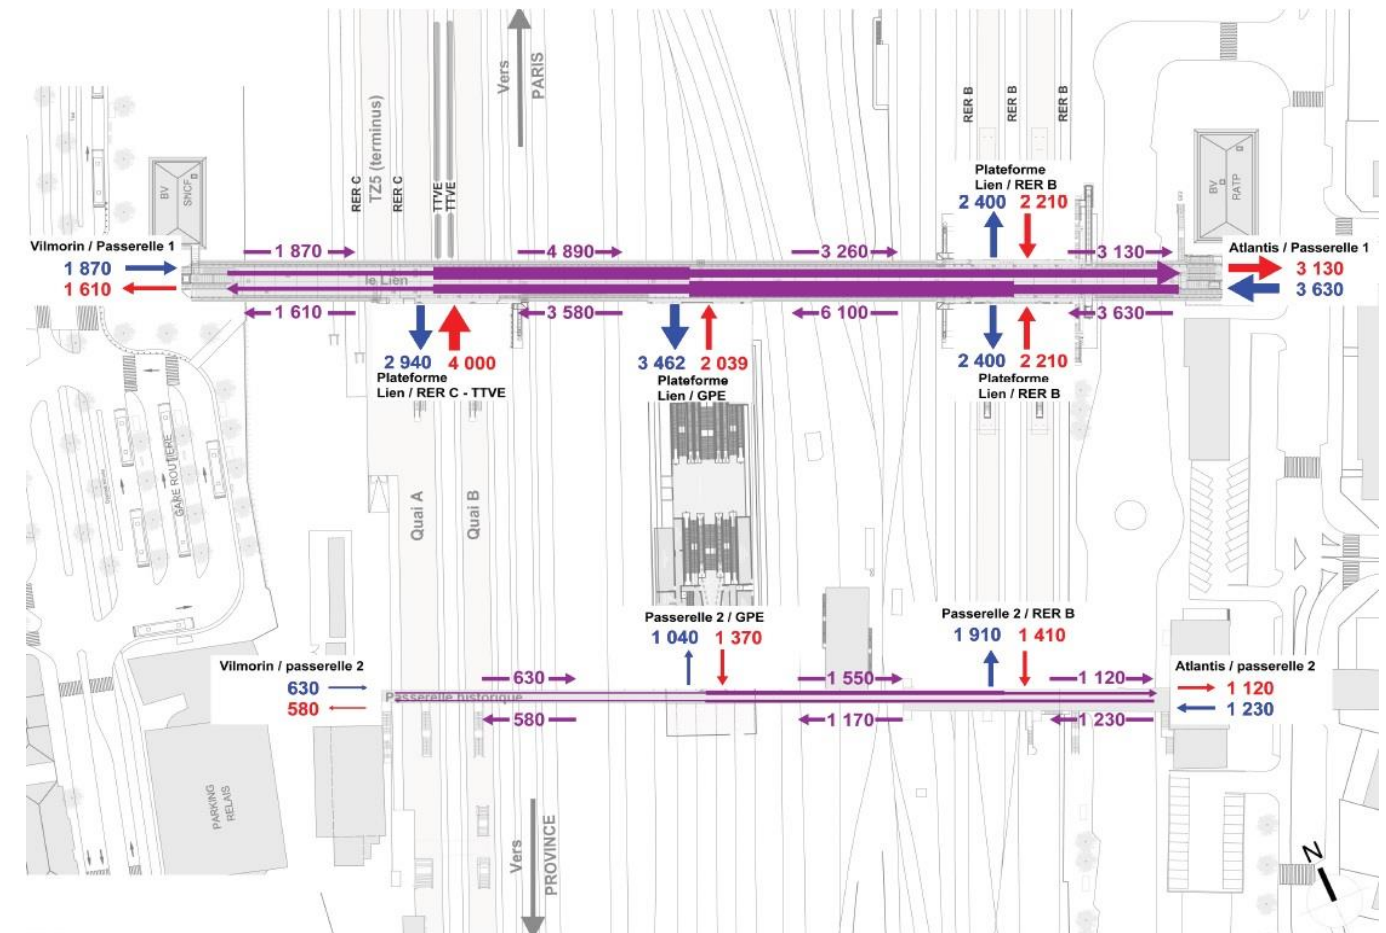 Vers
PARIS
TZ5 (terminus)
RER C
RER C
TTVE
TTVE
RER B
RER B
RER B
BV
SNCF
BV
RATP
Plateforme
Lien / RER B
2 400 2 210
Vilmorin / Passerelle 1
1 870
1 610
1 870
4 890
3 260
3 130
Atlantis / Passerelle 1
3 130
3 630
le Lien
1 610
3 580
6 100
3 630
2 940 4 000
Plateforme
Lien / RER C - TTVE
3 462 2 039
Plateforme
Lien / GPE
2 400 2 210
Plateforme
Lien / RER B
GARE ROUTIERE
Quai A
Quai B
Passerelle 2 / GPE
1 040 1 370
Passerelle 2 / RER B
1 910 1 410
Vilmorin / passerelle 2
630
580
630
1 550
1 120
Atlantis / passerelle 2
1 120
1 230
Passerelle historique
580
1 170
1 230
PARKING
RELAIS
Vers
PROVINCE
N